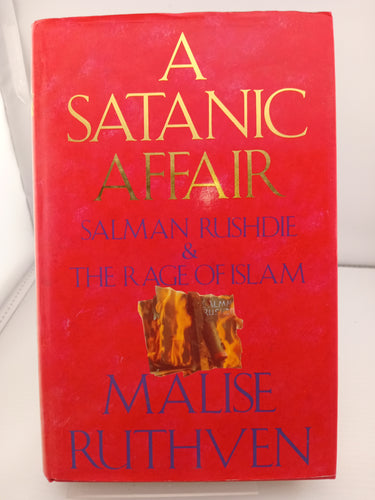 A
SATANIC
AFFAIR
SALMAN RUSHDIE
&
THE RAGE OF ISLAM
MALISE
RUTHVEN